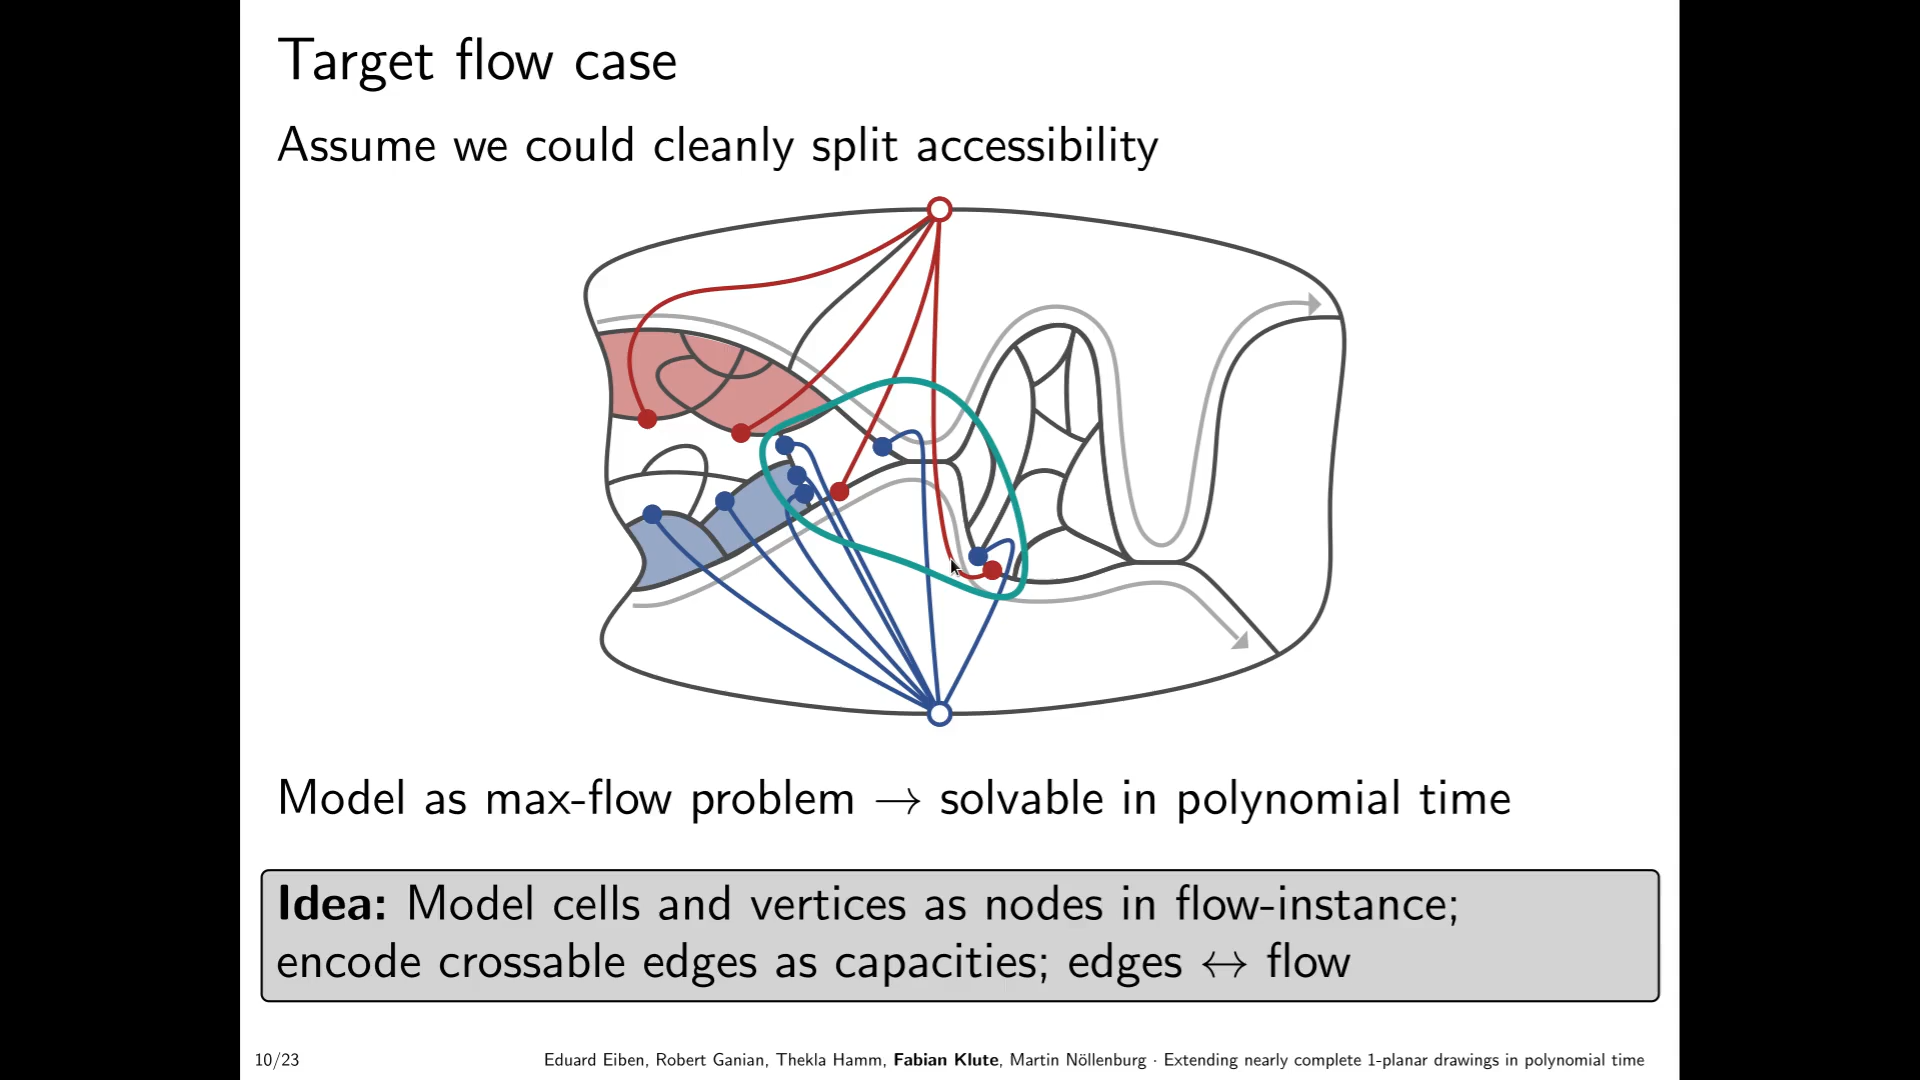 Target flow case
Assume we could cleanly split accessibility
Model as max-flow problem → solvable in polynomial time
Idea: Model cells and vertices as nodes in flow-instance;
encode crossable edges as capacities; edges ↔ flow
10/23
Eduard Eiben, Robert Ganian, Thekla Hamm, Fabian Klute, Martin Nöllenburg · Extending nearly complete 1-planar drawings in polynomial time